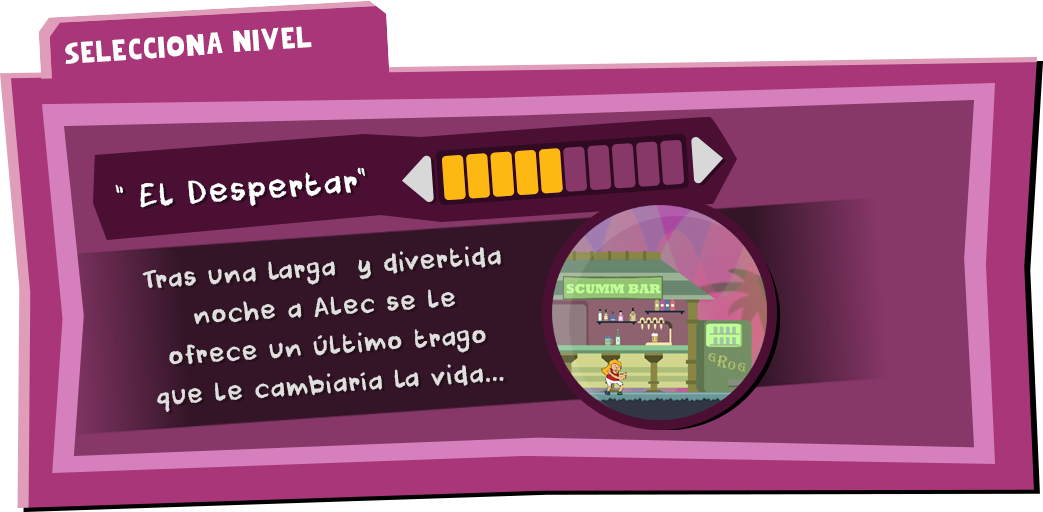 SELECCIONA NIVEL
" EL Despertar"
Tras una larga y divertida
noche a Alec se le
ofrece un último trago
que le cambiaría la vida...
SCUMM BAR
GROG